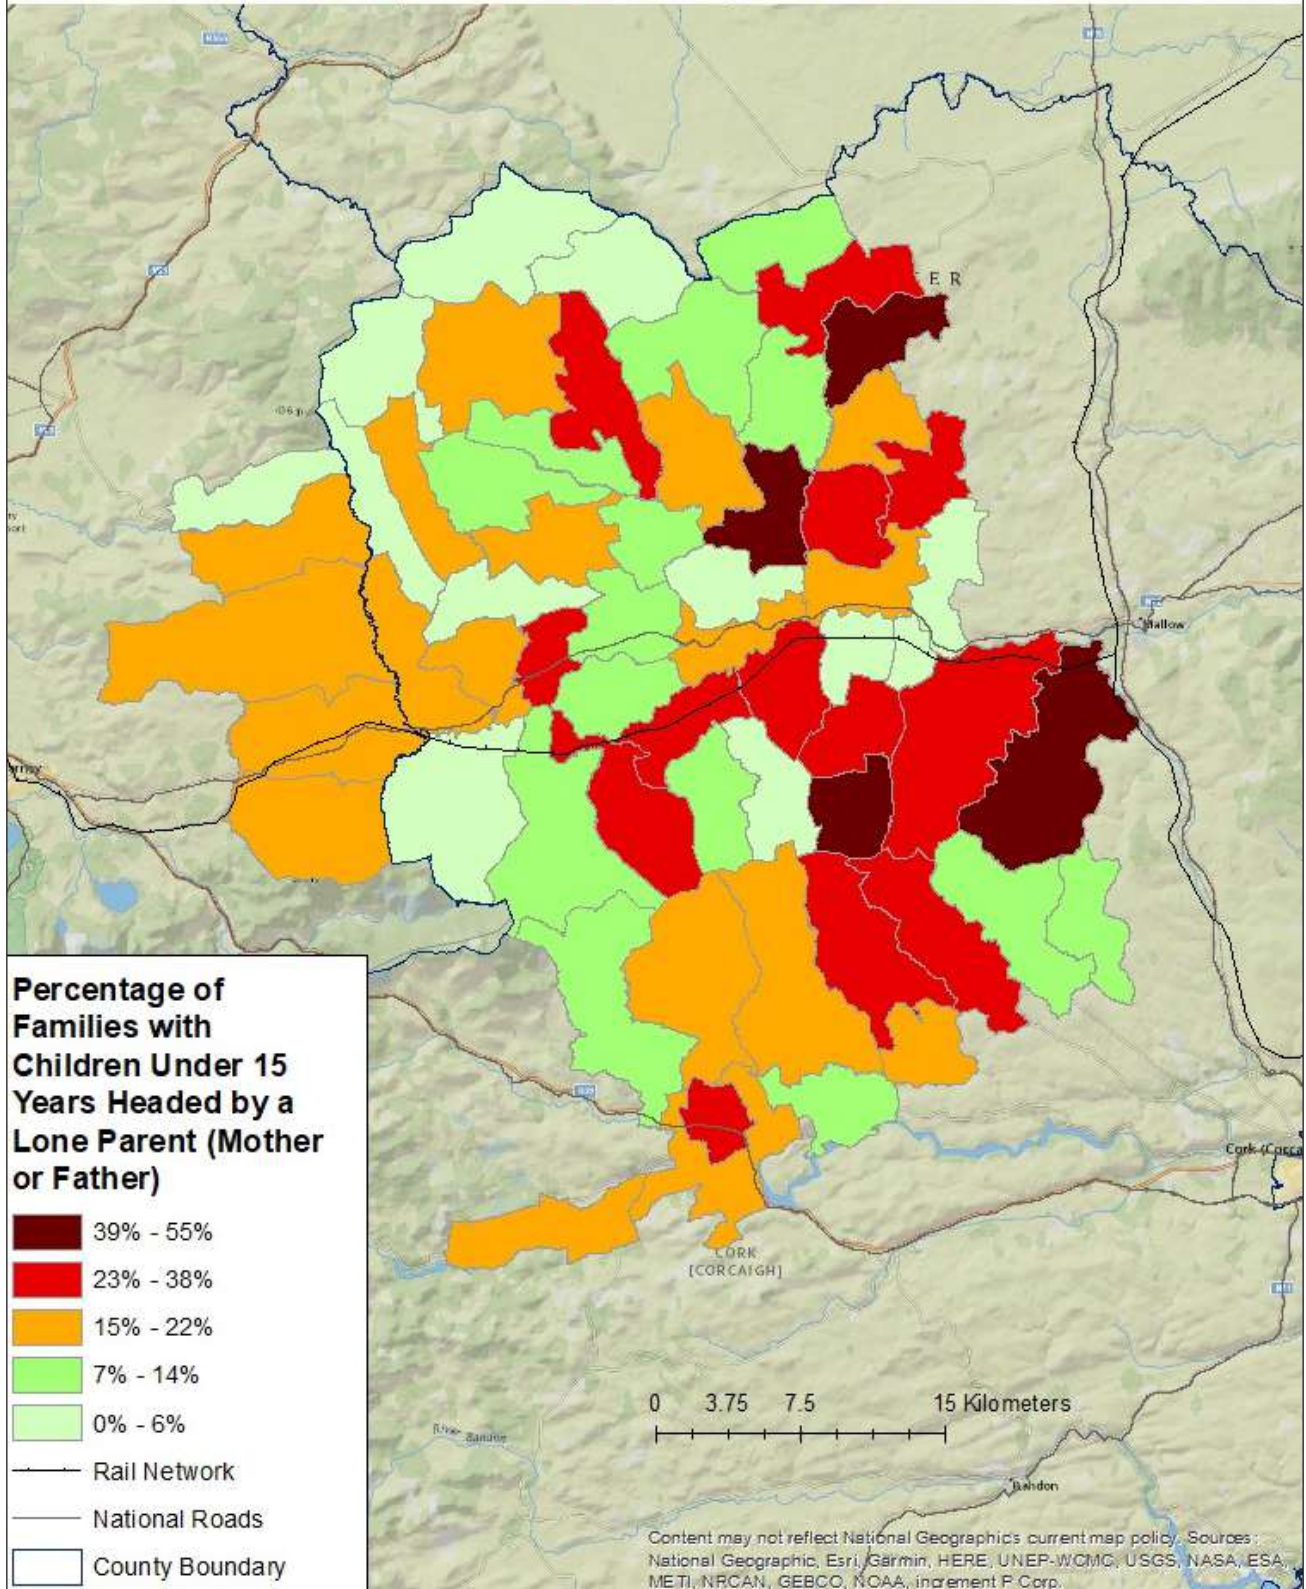 E R
Mallow
Percentage of
Families with
Children Under 15
Years Headed by a
Lone Parent (Mother
or Father)
39% - 55%
23% - 38%
15% - 22%
7% - 14%
0% - 6%
Rail Network
National Roads
County Boundary
Cork (Corca
CORK
[CORCAIGH]
0 3.75 7.5 15 Kilometers
River Bandon
Bandon
Content may not reflect National Geographic's current map policy. Sources:
National Geographic, Esri, Garmin, HERE, UNEP-WCMC, USGS, NASA, ESA,
METI, NRCAN, GEBCO, NOAA, increment P Corp.